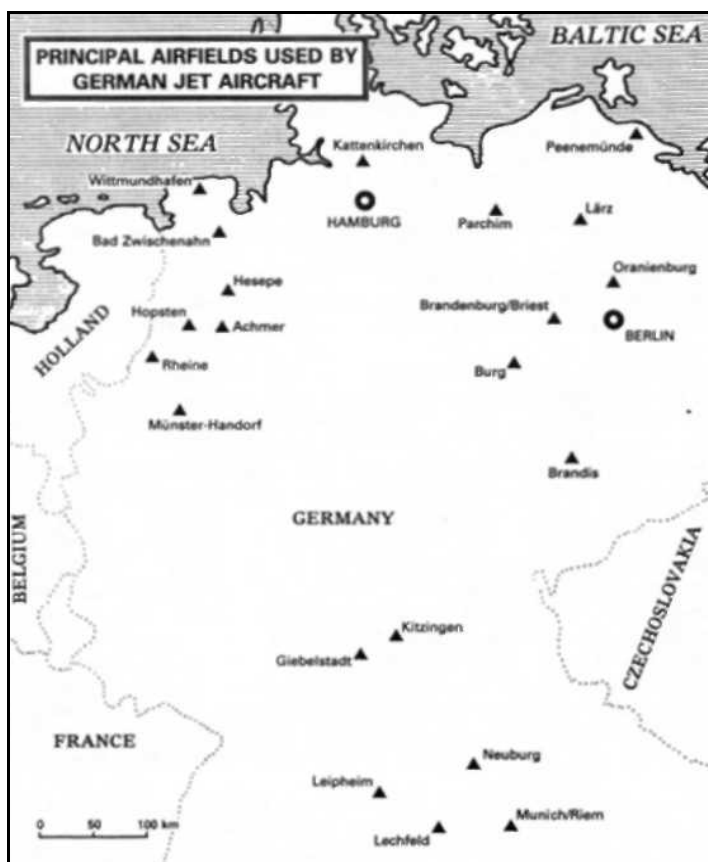 PRINCIPAL AIRFIELDS USED BY
GERMAN JET AIRCRAFT
BALTIC SEA
NORTH SEA
Kattenkirchen
Peenemünde
Wittmundhafen
HAMBURG
Parchim
Lärz
Bad Zwischenahn
Oranienburg
Hesepe
Hopsten
Achmer
Brandenburg/Briest
BERLIN
HOLLAND
Rheine
Burg
Münster-Handorf
Brandis
GERMANY
BELGIUM
CZECHOSLOVAKIA
Kitzingen
Giebelstadt
FRANCE
Neuburg
Leipheim
Munich/Riem
Lechfeld
0 50 100 km